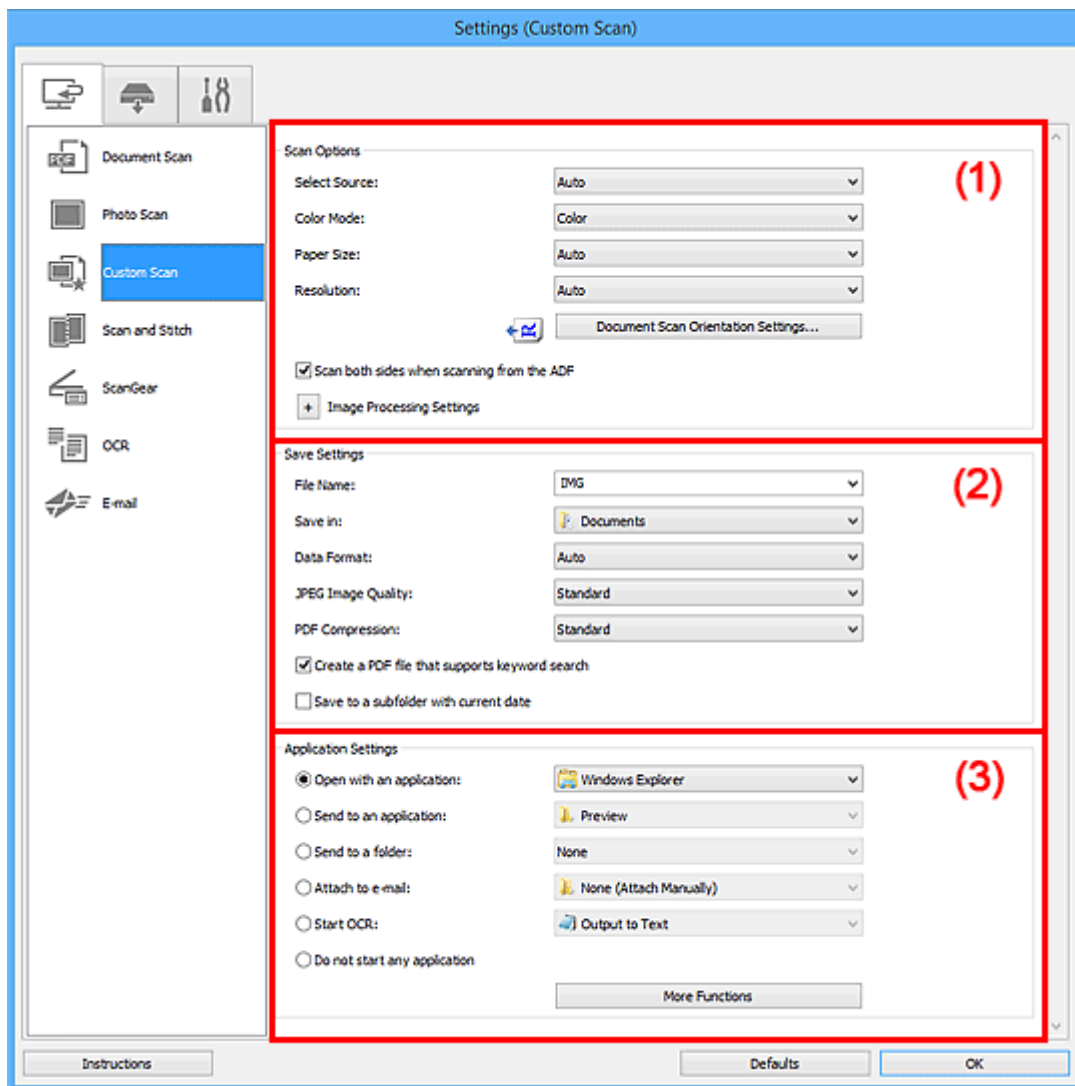 Settings (Custom Scan)
Document Scan
Photo Scan
Custom Scan
Scan and Stitch
ScanGear
OCR
E-mail
Scan Options
(1)
Select Source: Auto
Color Mode: Color
Paper Size: Auto
Resolution: Auto
Document Scan Orientation Settings...
Scan both sides when scanning from the ADF
+ Image Processing Settings
Save Settings
(2)
File Name: IMG
Save in: Documents
Data Format: Auto
JPEG Image Quality: Standard
PDF Compression: Standard
Create a PDF file that supports keyword search
Save to a subfolder with current date
Application Settings
(3)
Open with an application: Windows Explorer
Send to an application: Preview
Send to a folder: None
Attach to e-mail: None (Attach Manually)
Start OCR: Output to Text
Do not start any application
More Functions
Instructions Defaults OK